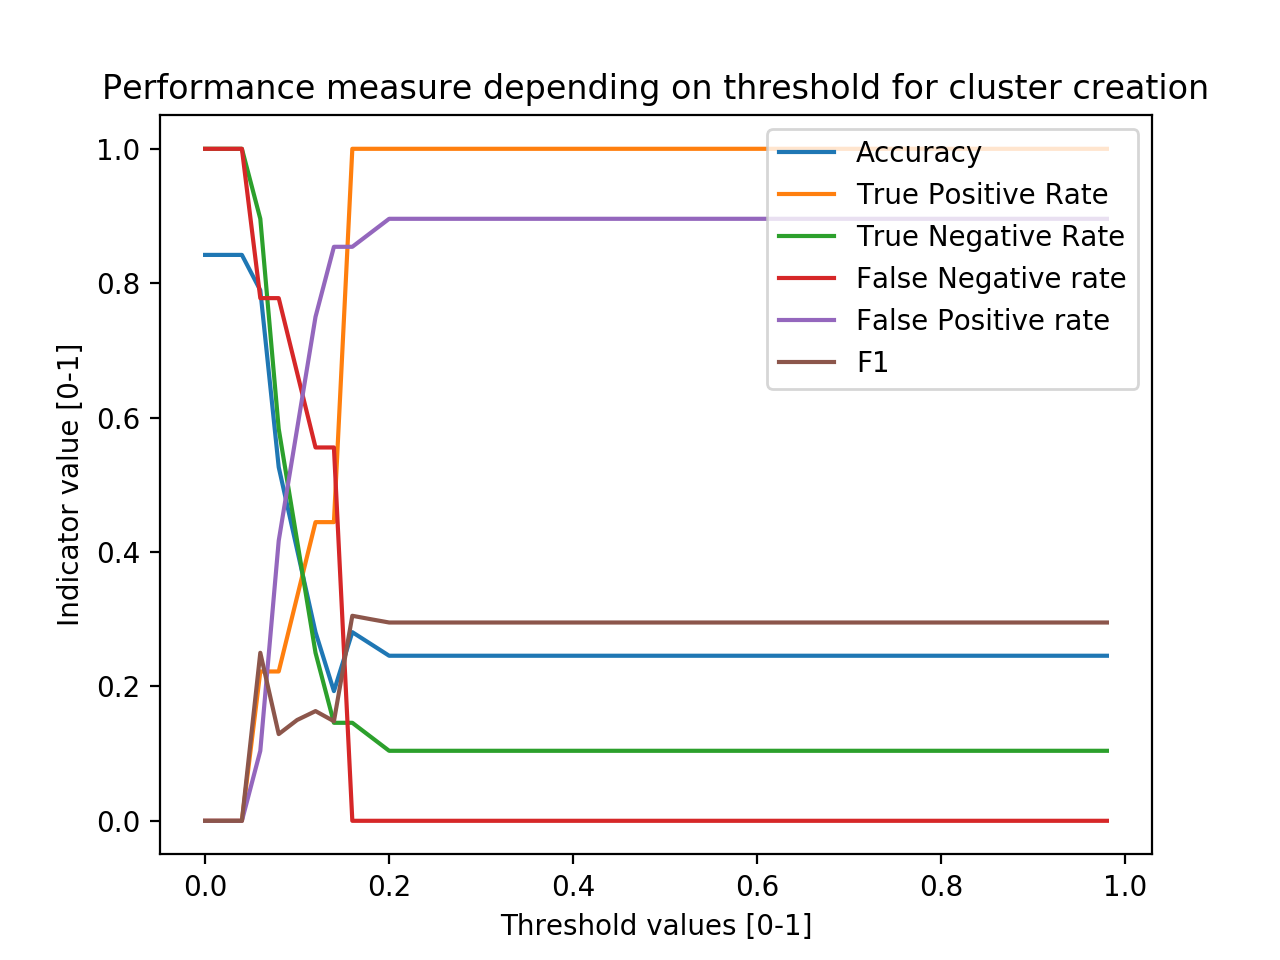 Performance measure depending on threshold for cluster creation
1.0
0.8
0.6
0.4
0.2
0.0
Indicator value [0-1]
Accuracy
True Positive Rate
True Negative Rate
False Negative rate
False Positive rate
F1
0.0 0.2 0.4 0.6 0.8 1.0
Threshold values [0-1]